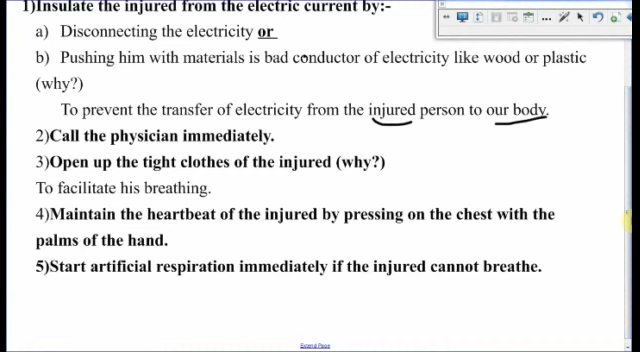 1)Insulate the injured from the electric current by:-
a) Disconnecting the electricity or
b) Pushing him with materials is bad conductor of electricity like wood or plastic
(why?)
To prevent the transfer of electricity from the injured person to our body.
2)Call the physician immediately.
3)Open up the tight clothes of the injured (why?)
To facilitate his breathing.
4)Maintain the heartbeat of the injured by pressing on the chest with the
palms of the hand.
5)Start artificial respiration immediately if the injured cannot breathe.
Extend Page